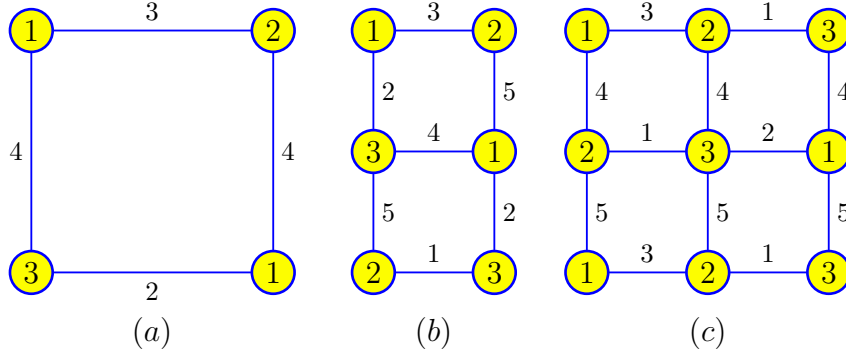 1 3 2 1 3 2 1 3 2 1 3
4 4 2 5 4 4 4
3 4 1 2 1 3 2 1
5 2 5 5 5
3 2 1 2 1 3 1 3 2 1 3
(a) (b) (c)